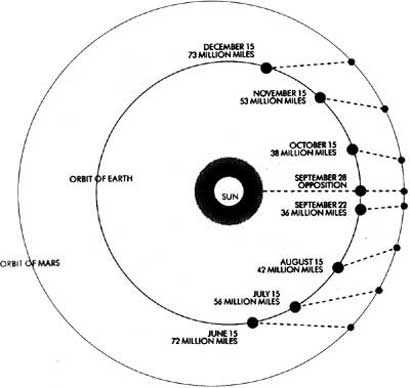 DECEMBER 15
73 MILLION MILES
NOVEMBER 15
53 MILLION MILES
OCTOBER 15
38 MILLION MILES
ORBIT OF EARTH
SEPTEMBER 28
OPPOSITION
SUN
SEPTEMBER 22
36 MILLION MILES
ORBIT OF MARS
AUGUST 15
42 MILLION MILES
JULY 15
56 MILLION MILES
JUNE 15
72 MILLION MILES